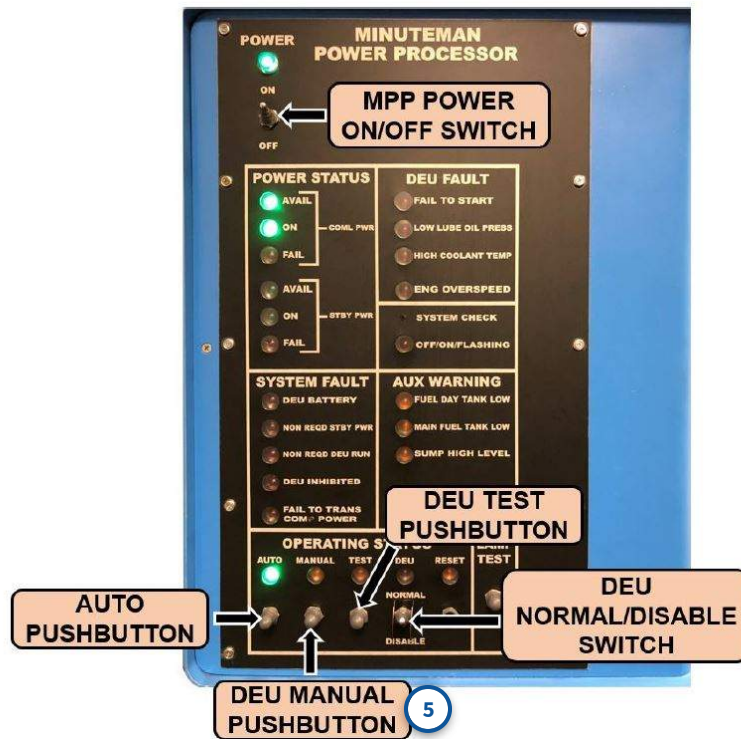 MINUTEMAN
POWER PROCESSOR
POWER
ON
OFF
MPP POWER
ON/OFF SWITCH
POWER STATUS
AVAIL
ON
FAIL
COML PWR
AVAIL
ON
FAIL
STBY PWR
DEU FAULT
FAIL TO START
LOW LUBE OIL PRESS
HIGH COOLANT TEMP
ENG OVERSPEED
SYSTEM CHECK
OFF/ON/FLASHING
SYSTEM FAULT
DEU BATTERY
NON REQD STBY PWR
NON REQD DEU RUN
DEU INHIBITED
FAIL TO TRANS
POWER
AUX WARNING
FUEL DAY TANK LOW
MAIN FUEL TANK LOW
SUMP HIGH LEVEL
DEU TEST
PUSHBUTTON
OPERATING
AUTO
MANUAL
TEST
DEU
RESET
NORMAL
DISABLE
TEST
AUTO
PUSHBUTTON
DEU
NORMAL/DISABLE
SWITCH
DEU MANUAL
PUSHBUTTON
5